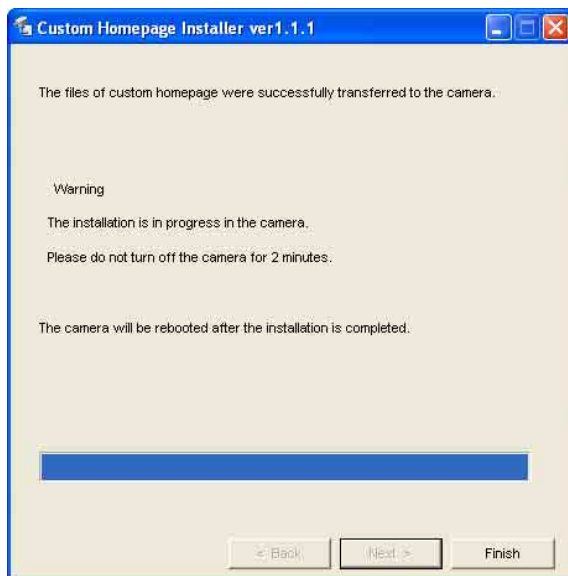 Custom Homepage Installer ver1.1.1
The files of custom homepage were successfully transferred to the camera.
Warning
The installation is in progress in the camera.
Please do not turn off the camera for 2 minutes.
The camera will be rebooted after the installation is completed.
< Back Next > Finish